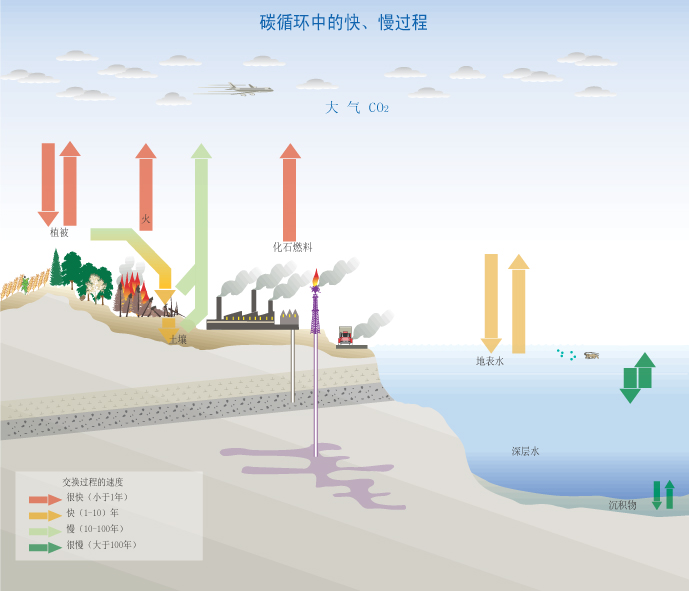 碳循环中的快、慢过程
大 气 CO2
火
植被
化石燃料
土壤
地表水
深层水
沉积物
交换过程的速度
很快（小于1年）
快（1-10）年
慢（10-100年）
很慢（大于100年）